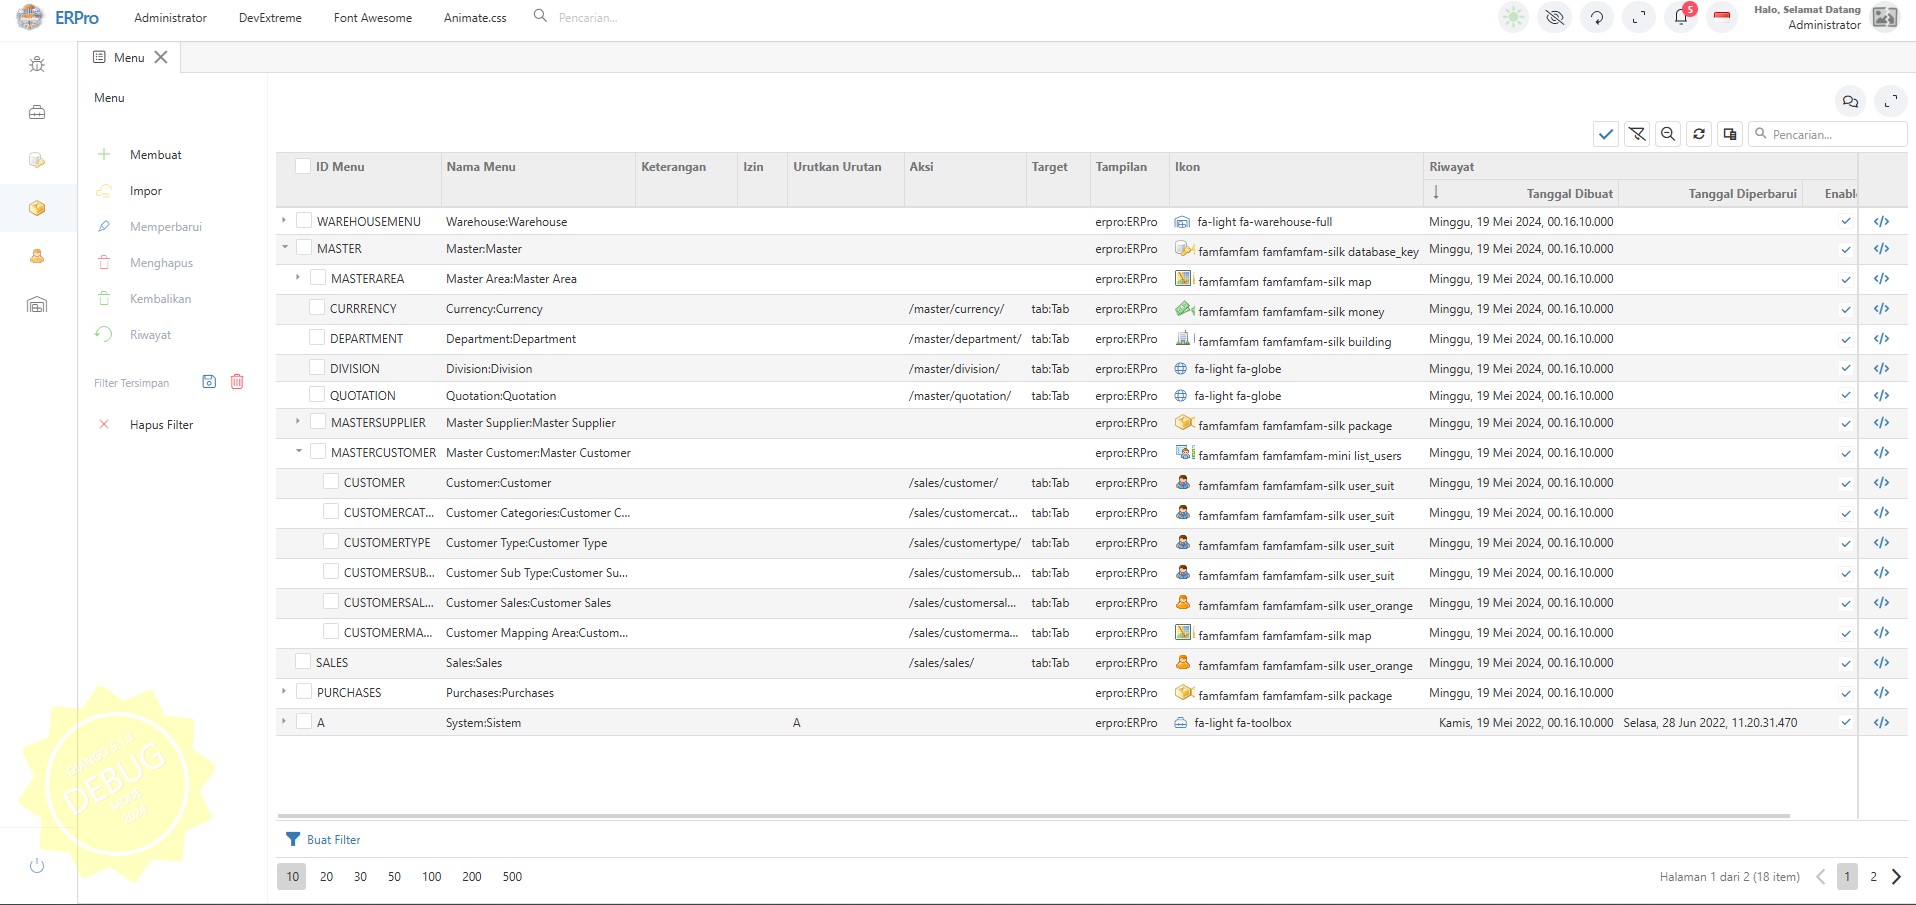 ERPro Administrator DevExtreme Font Awesome Animate.css Pencarian... 5 Halo, Selamat Datang
Administrator
Menu
Menu
Membuat
Impor
Memperbarui
Menghapus
Kembalikan
Riwayat
Filter Tersimpan
Hapus Filter
Pencarian...
ID Menu Nama Menu Keterangan Izin Urutkan Urutan Aksi Target Tampilan Ikon Riwayat
Tanggal Dibuat Tanggal Diperbarui Enabl
WAREHOUSEMENU Warehouse:Warehouse erpro:ERPro fa-light fa-warehouse-full Minggu, 19 Mei 2024, 00.16.10.000
MASTER Master:Master erpro:ERPro famfamfam famfamfam-silk database_key Minggu, 19 Mei 2024, 00.16.10.000
MASTERAREA Master Area:Master Area erpro:ERPro famfamfam famfamfam-silk map Minggu, 19 Mei 2024, 00.16.10.000
CURRRENCY Currency:Currency /master/currency/ tab:Tab erpro:ERPro famfamfam famfamfam-silk money Minggu, 19 Mei 2024, 00.16.10.000
DEPARTMENT Department:Department /master/department/ tab:Tab erpro:ERPro famfamfam famfamfam-silk building Minggu, 19 Mei 2024, 00.16.10.000
DIVISION Division:Division /master/division/ tab:Tab erpro:ERPro fa-light fa-globe Minggu, 19 Mei 2024, 00.16.10.000
QUOTATION Quotation:Quotation /master/quotation/ tab:Tab erpro:ERPro fa-light fa-globe Minggu, 19 Mei 2024, 00.16.10.000
MASTERSUPPLIER Master Supplier:Master Supplier erpro:ERPro famfamfam famfamfam-silk package Minggu, 19 Mei 2024, 00.16.10.000
MASTERCUSTOMER Master Customer:Master Customer erpro:ERPro famfamfam famfamfam-mini list_users Minggu, 19 Mei 2024, 00.16.10.000
CUSTOMER Customer:Customer /sales/customer/ tab:Tab erpro:ERPro famfamfam famfamfam-silk user_suit Minggu, 19 Mei 2024, 00.16.10.000
CUSTOMERCAT... Customer Categories:Customer C... /sales/customercat... tab:Tab erpro:ERPro famfamfam famfamfam-silk user_suit Minggu, 19 Mei 2024, 00.16.10.000
CUSTOMERTYPE Customer Type:Customer Type /sales/customertype/ tab:Tab erpro:ERPro famfamfam famfamfam-silk user_suit Minggu, 19 Mei 2024, 00.16.10.000
CUSTOMERSUB... Customer Sub Type:Customer Su... /sales/customersub... tab:Tab erpro:ERPro famfamfam famfamfam-silk user_suit Minggu, 19 Mei 2024, 00.16.10.000
CUSTOMERSAL... Customer Sales:Customer Sales /sales/customersal... tab:Tab erpro:ERPro famfamfam famfamfam-silk user_orange Minggu, 19 Mei 2024, 00.16.10.000
CUSTOMERMA... Customer Mapping Area:Custom... /sales/customerma... tab:Tab erpro:ERPro famfamfam famfamfam-silk map Minggu, 19 Mei 2024, 00.16.10.000
SALES Sales:Sales /sales/sales/ tab:Tab erpro:ERPro famfamfam famfamfam-silk user_orange Minggu, 19 Mei 2024, 00.16.10.000
PURCHASES Purchases:Purchases erpro:ERPro famfamfam famfamfam-silk package Minggu, 19 Mei 2024, 00.16.10.000
A System:Sistem A erpro:ERPro fa-light fa-toolbox Kamis, 19 Mei 2022, 00.16.10.000 Selasa, 28 Jun 2022, 11.20.31.470
DEBUG
MODE
Buat Filter
10 20 30 50 100 200 500 Halaman 1 dari 2 (18 item) 1 2